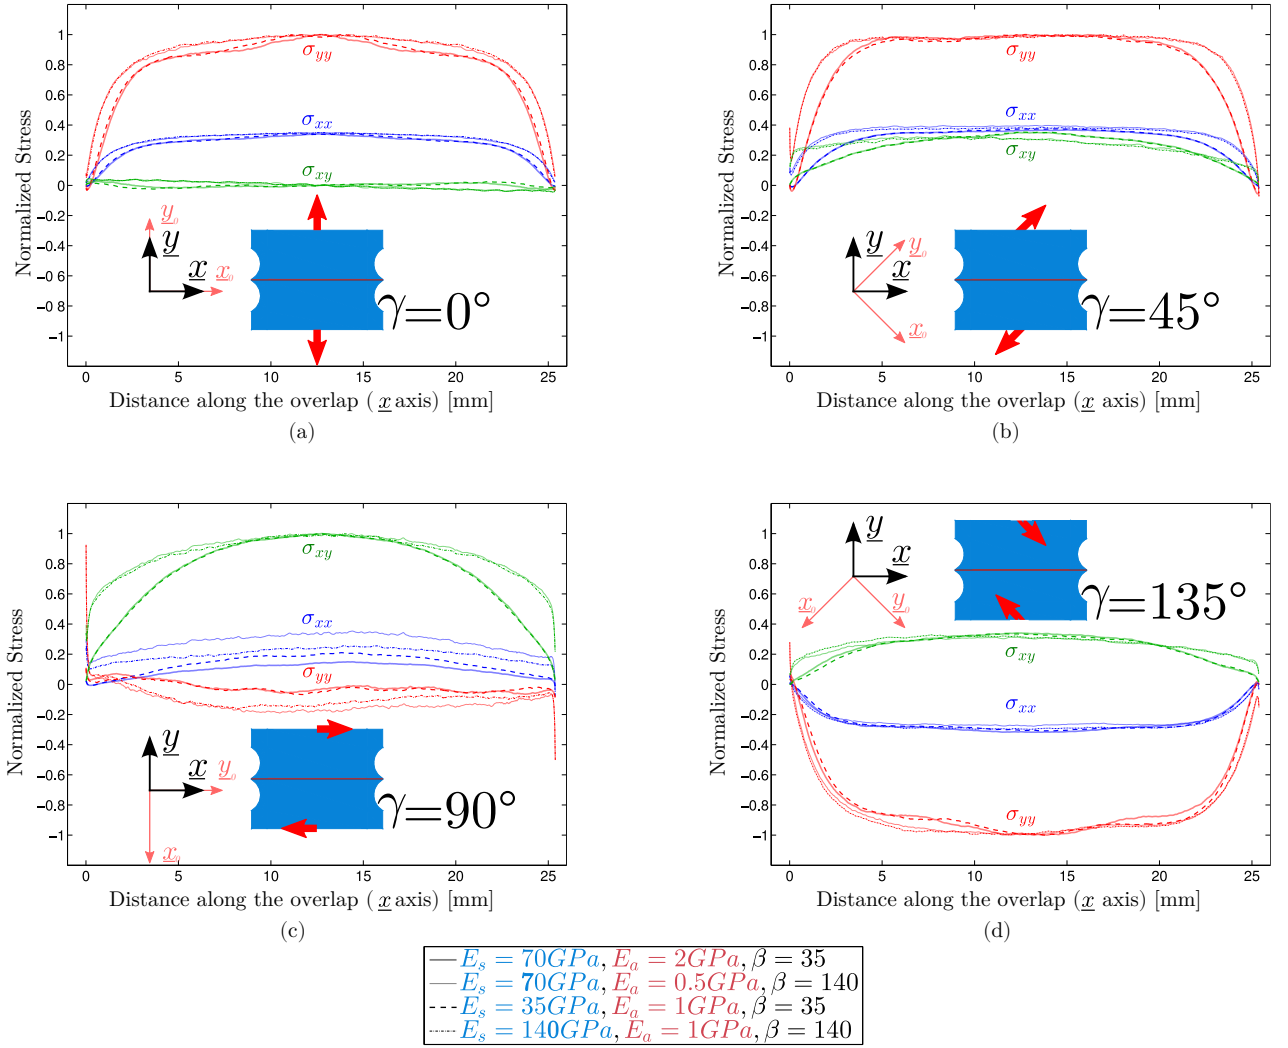 Normalized Stress
1
0.8
0.6
0.4
0.2
0
−0.2
−0.4
−0.6
−0.8
−1
σyy
σxx
σxy
y₀
y
x
x₀
γ=0°
0 5 10 15 20 25
Distance along the overlap (x axis) [mm]
(a)
Normalized Stress
1
0.8
0.6
0.4
0.2
0
−0.2
−0.4
−0.6
−0.8
−1
σyy
σxx
σxy
y
y₀
x
x₀
γ=45°
0 5 10 15 20 25
Distance along the overlap (x axis) [mm]
(b)
Normalized Stress
1
0.8
0.6
0.4
0.2
0
−0.2
−0.4
−0.6
−0.8
−1
σxy
σxx
σyy
y
x
y₀
x₀
γ=90°
0 5 10 15 20 25
Distance along the overlap (x axis) [mm]
(c)
Normalized Stress
1
0.8
0.6
0.4
0.2
0
−0.2
−0.4
−0.6
−0.8
−1
y
x
x₀
y₀
γ=135°
σxy
σxx
σyy
0 5 10 15 20 25
Distance along the overlap (x axis) [mm]
(d)
Es = 70GPa, Ea = 2GPa, β = 35
Es = 70GPa, Ea = 0.5GPa, β = 140
Es = 35GPa, Ea = 1GPa, β = 35
Es = 140GPa, Ea = 1GPa, β = 140